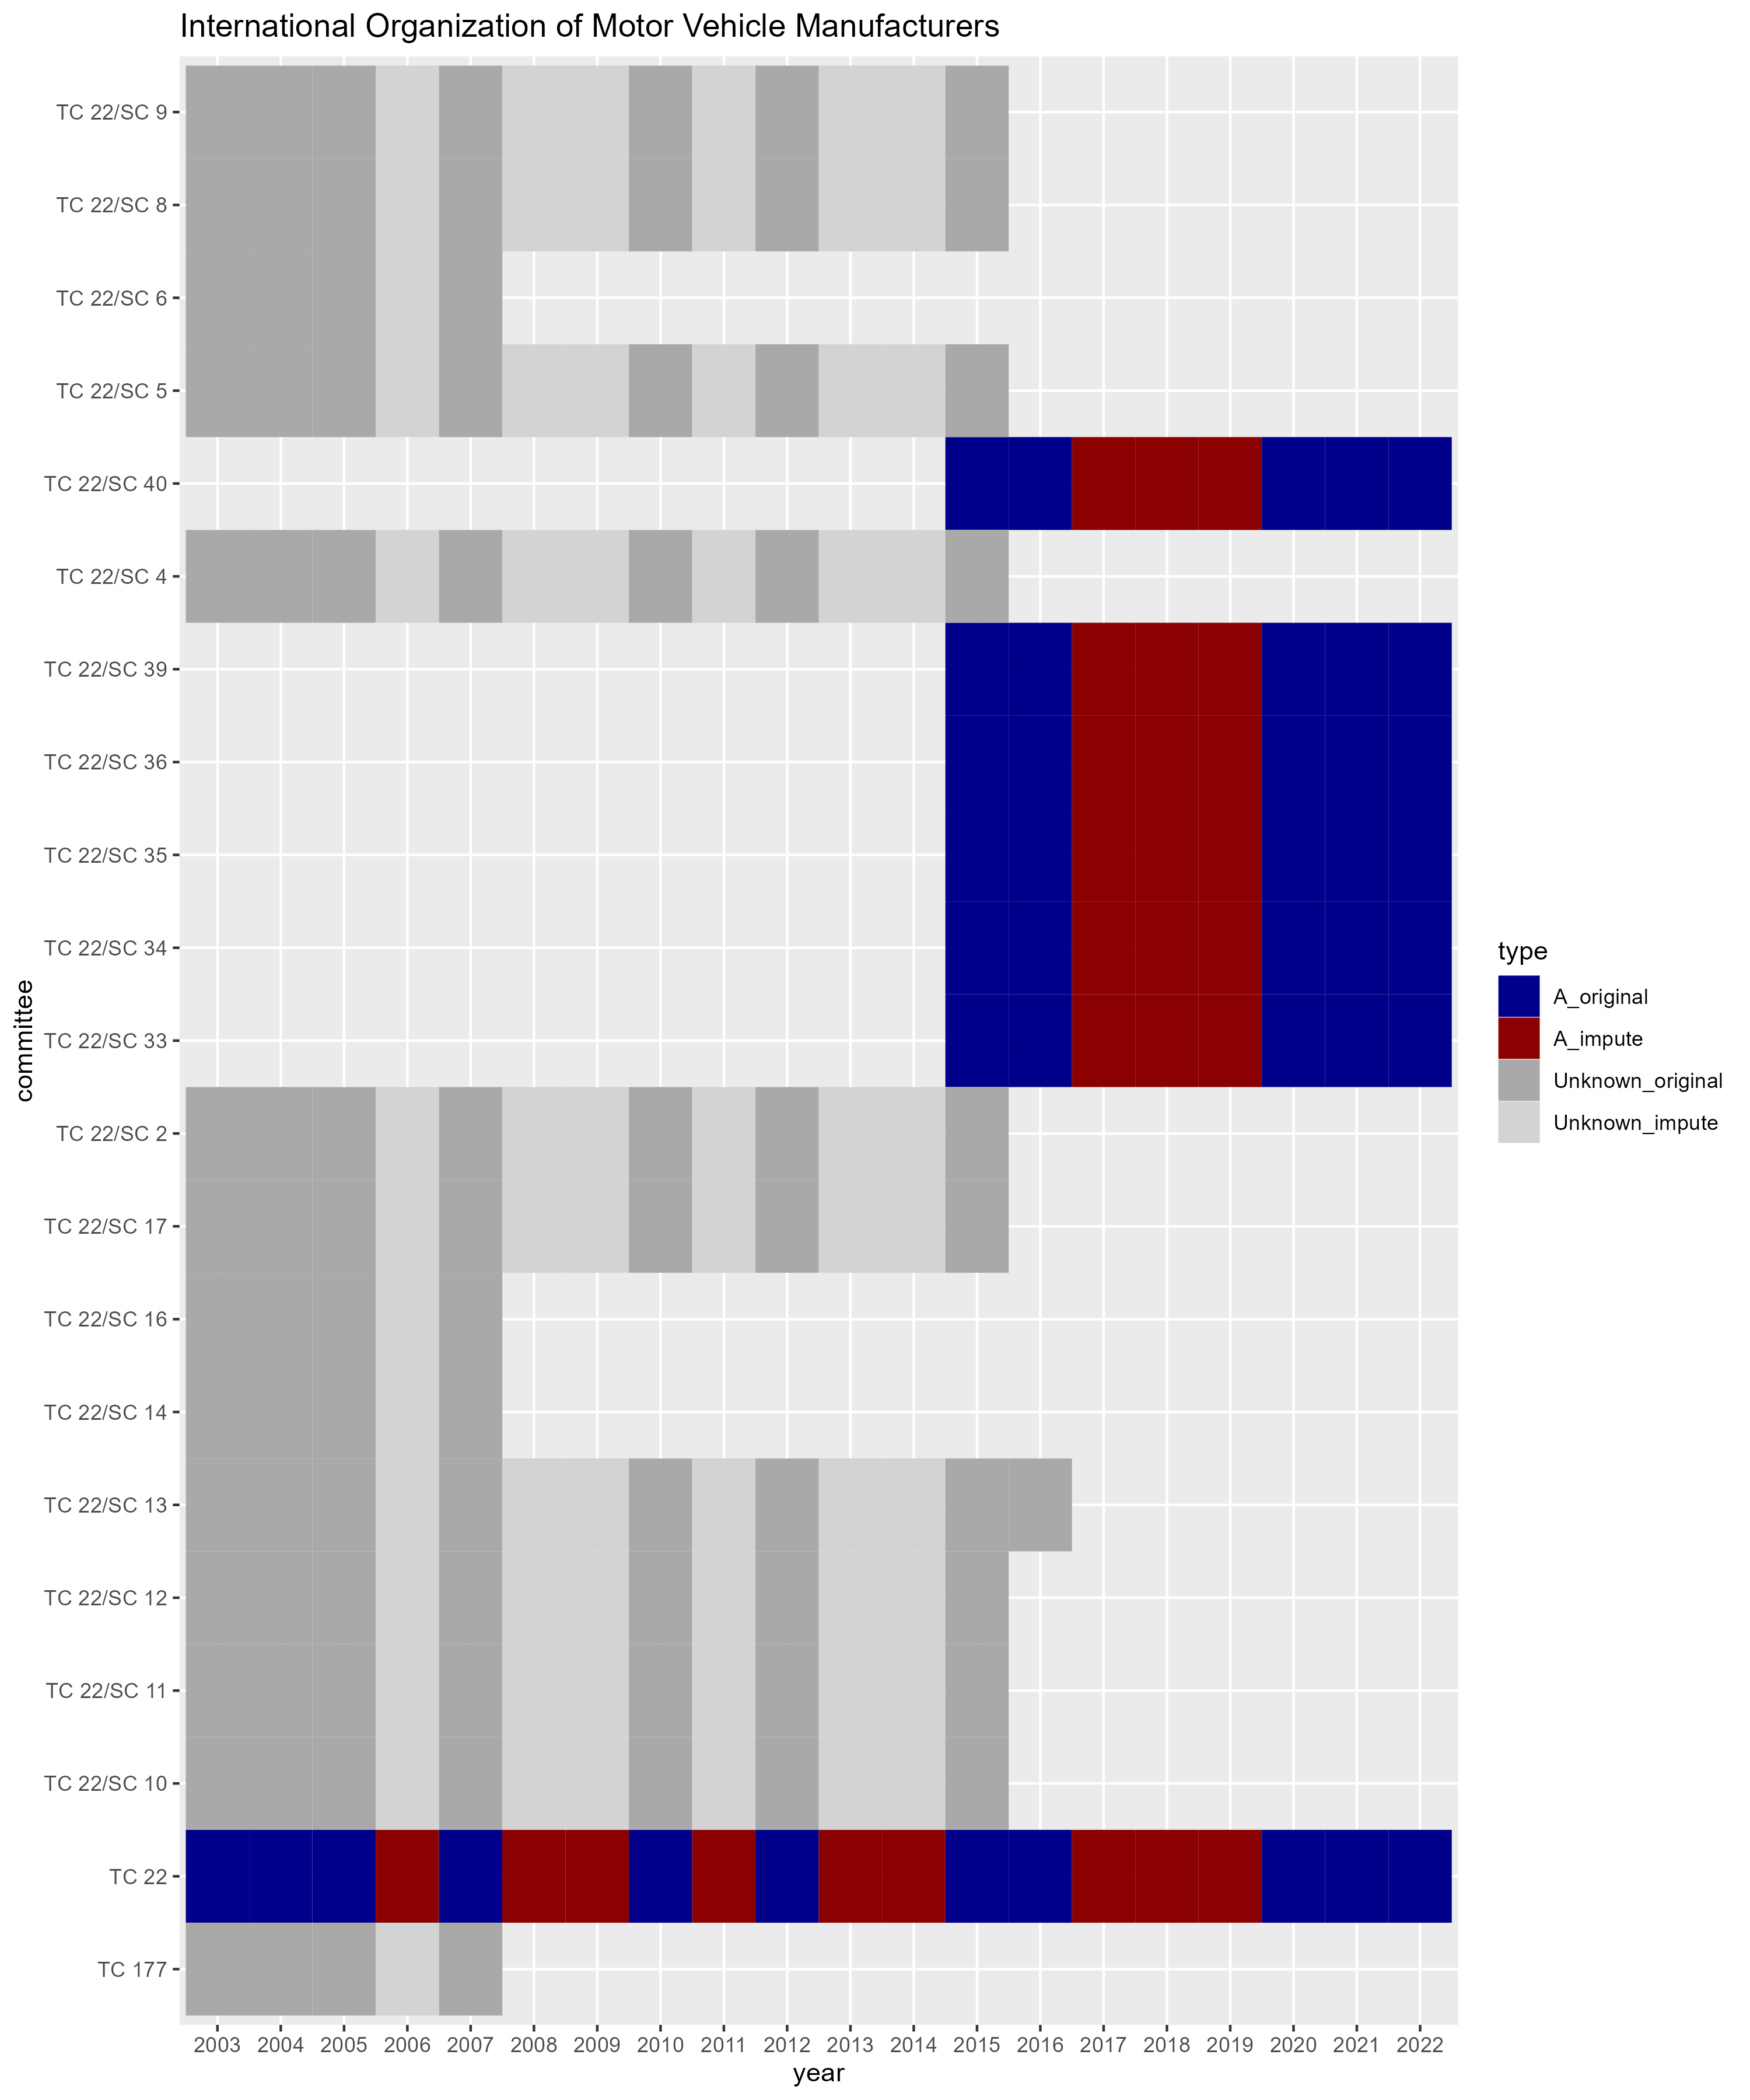 International Organization of Motor Vehicle Manufacturers
TC 22/SC 9
TC 22/SC 8
TC 22/SC 6
TC 22/SC 5
TC 22/SC 40
TC 22/SC 4
TC 22/SC 39
TC 22/SC 36
TC 22/SC 35
TC 22/SC 34
TC 22/SC 33
TC 22/SC 2
TC 22/SC 17
TC 22/SC 16
TC 22/SC 14
TC 22/SC 13
TC 22/SC 12
TC 22/SC 11
TC 22/SC 10
TC 22
TC 177
committee
2003 2004 2005 2006 2007 2008 2009 2010 2011 2012 2013 2014 2015 2016 2017 2018 2019 2020 2021 2022
year
type
A_original
A_impute
Unknown_original
Unknown_impute